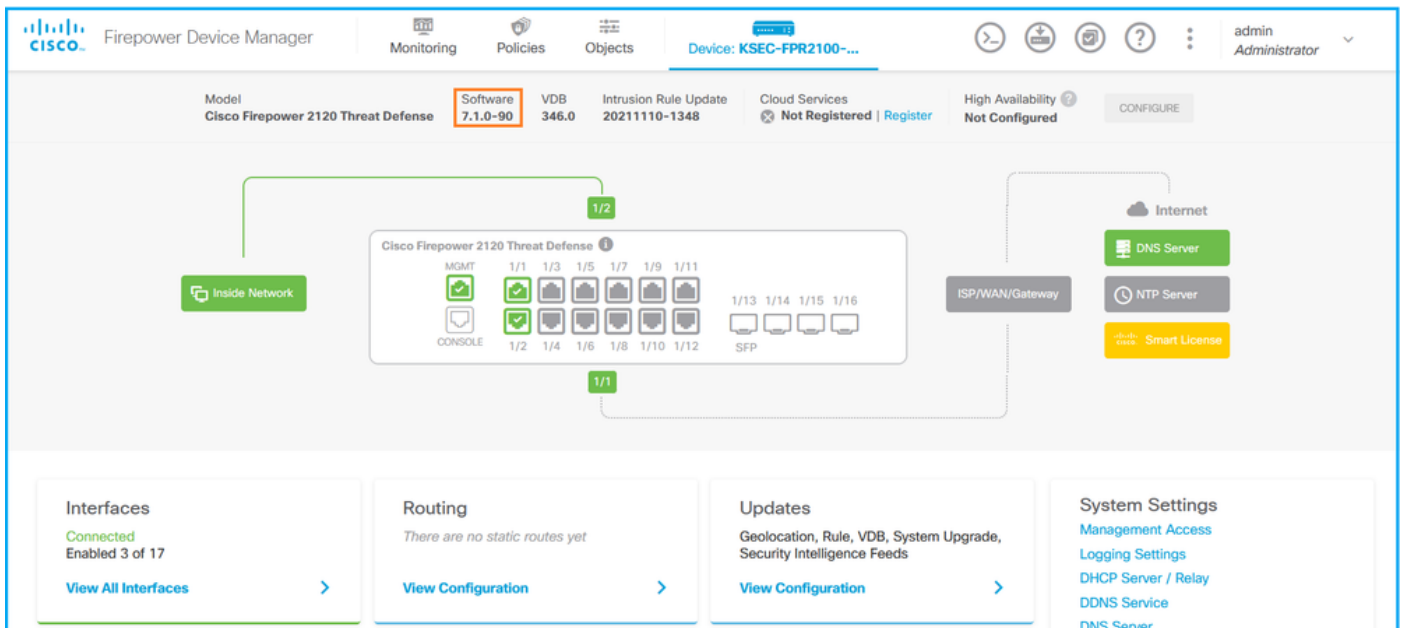 CISCO
Firepower Device Manager
Monitoring
Policies
Objects
Device: KSEC-FPR2100-...
admin
Administrator
Model
Cisco Firepower 2120 Threat Defense
Software
7.1.0-90
VDB
346.0
Intrusion Rule Update
20211110-1348
Cloud Services
Not Registered | Register
High Availability ?
Not Configured
CONFIGURE
1/2
Internet
Cisco Firepower 2120 Threat Defense i
MGMT 1/1 1/3 1/5 1/7 1/9 1/11
1/13 1/14 1/15 1/16
CONSOLE 1/2 1/4 1/6 1/8 1/10 1/12 SFP
Inside Network
ISP/WAN/Gateway
DNS Server
NTP Server
Smart License
1/1
Interfaces
Connected
Enabled 3 of 17
View All Interfaces
Routing
There are no static routes yet
View Configuration
Updates
Geolocation, Rule, VDB, System Upgrade,
Security Intelligence Feeds
View Configuration
System Settings
Management Access
Logging Settings
DHCP Server / Relay
DDNS Service
DNS Server